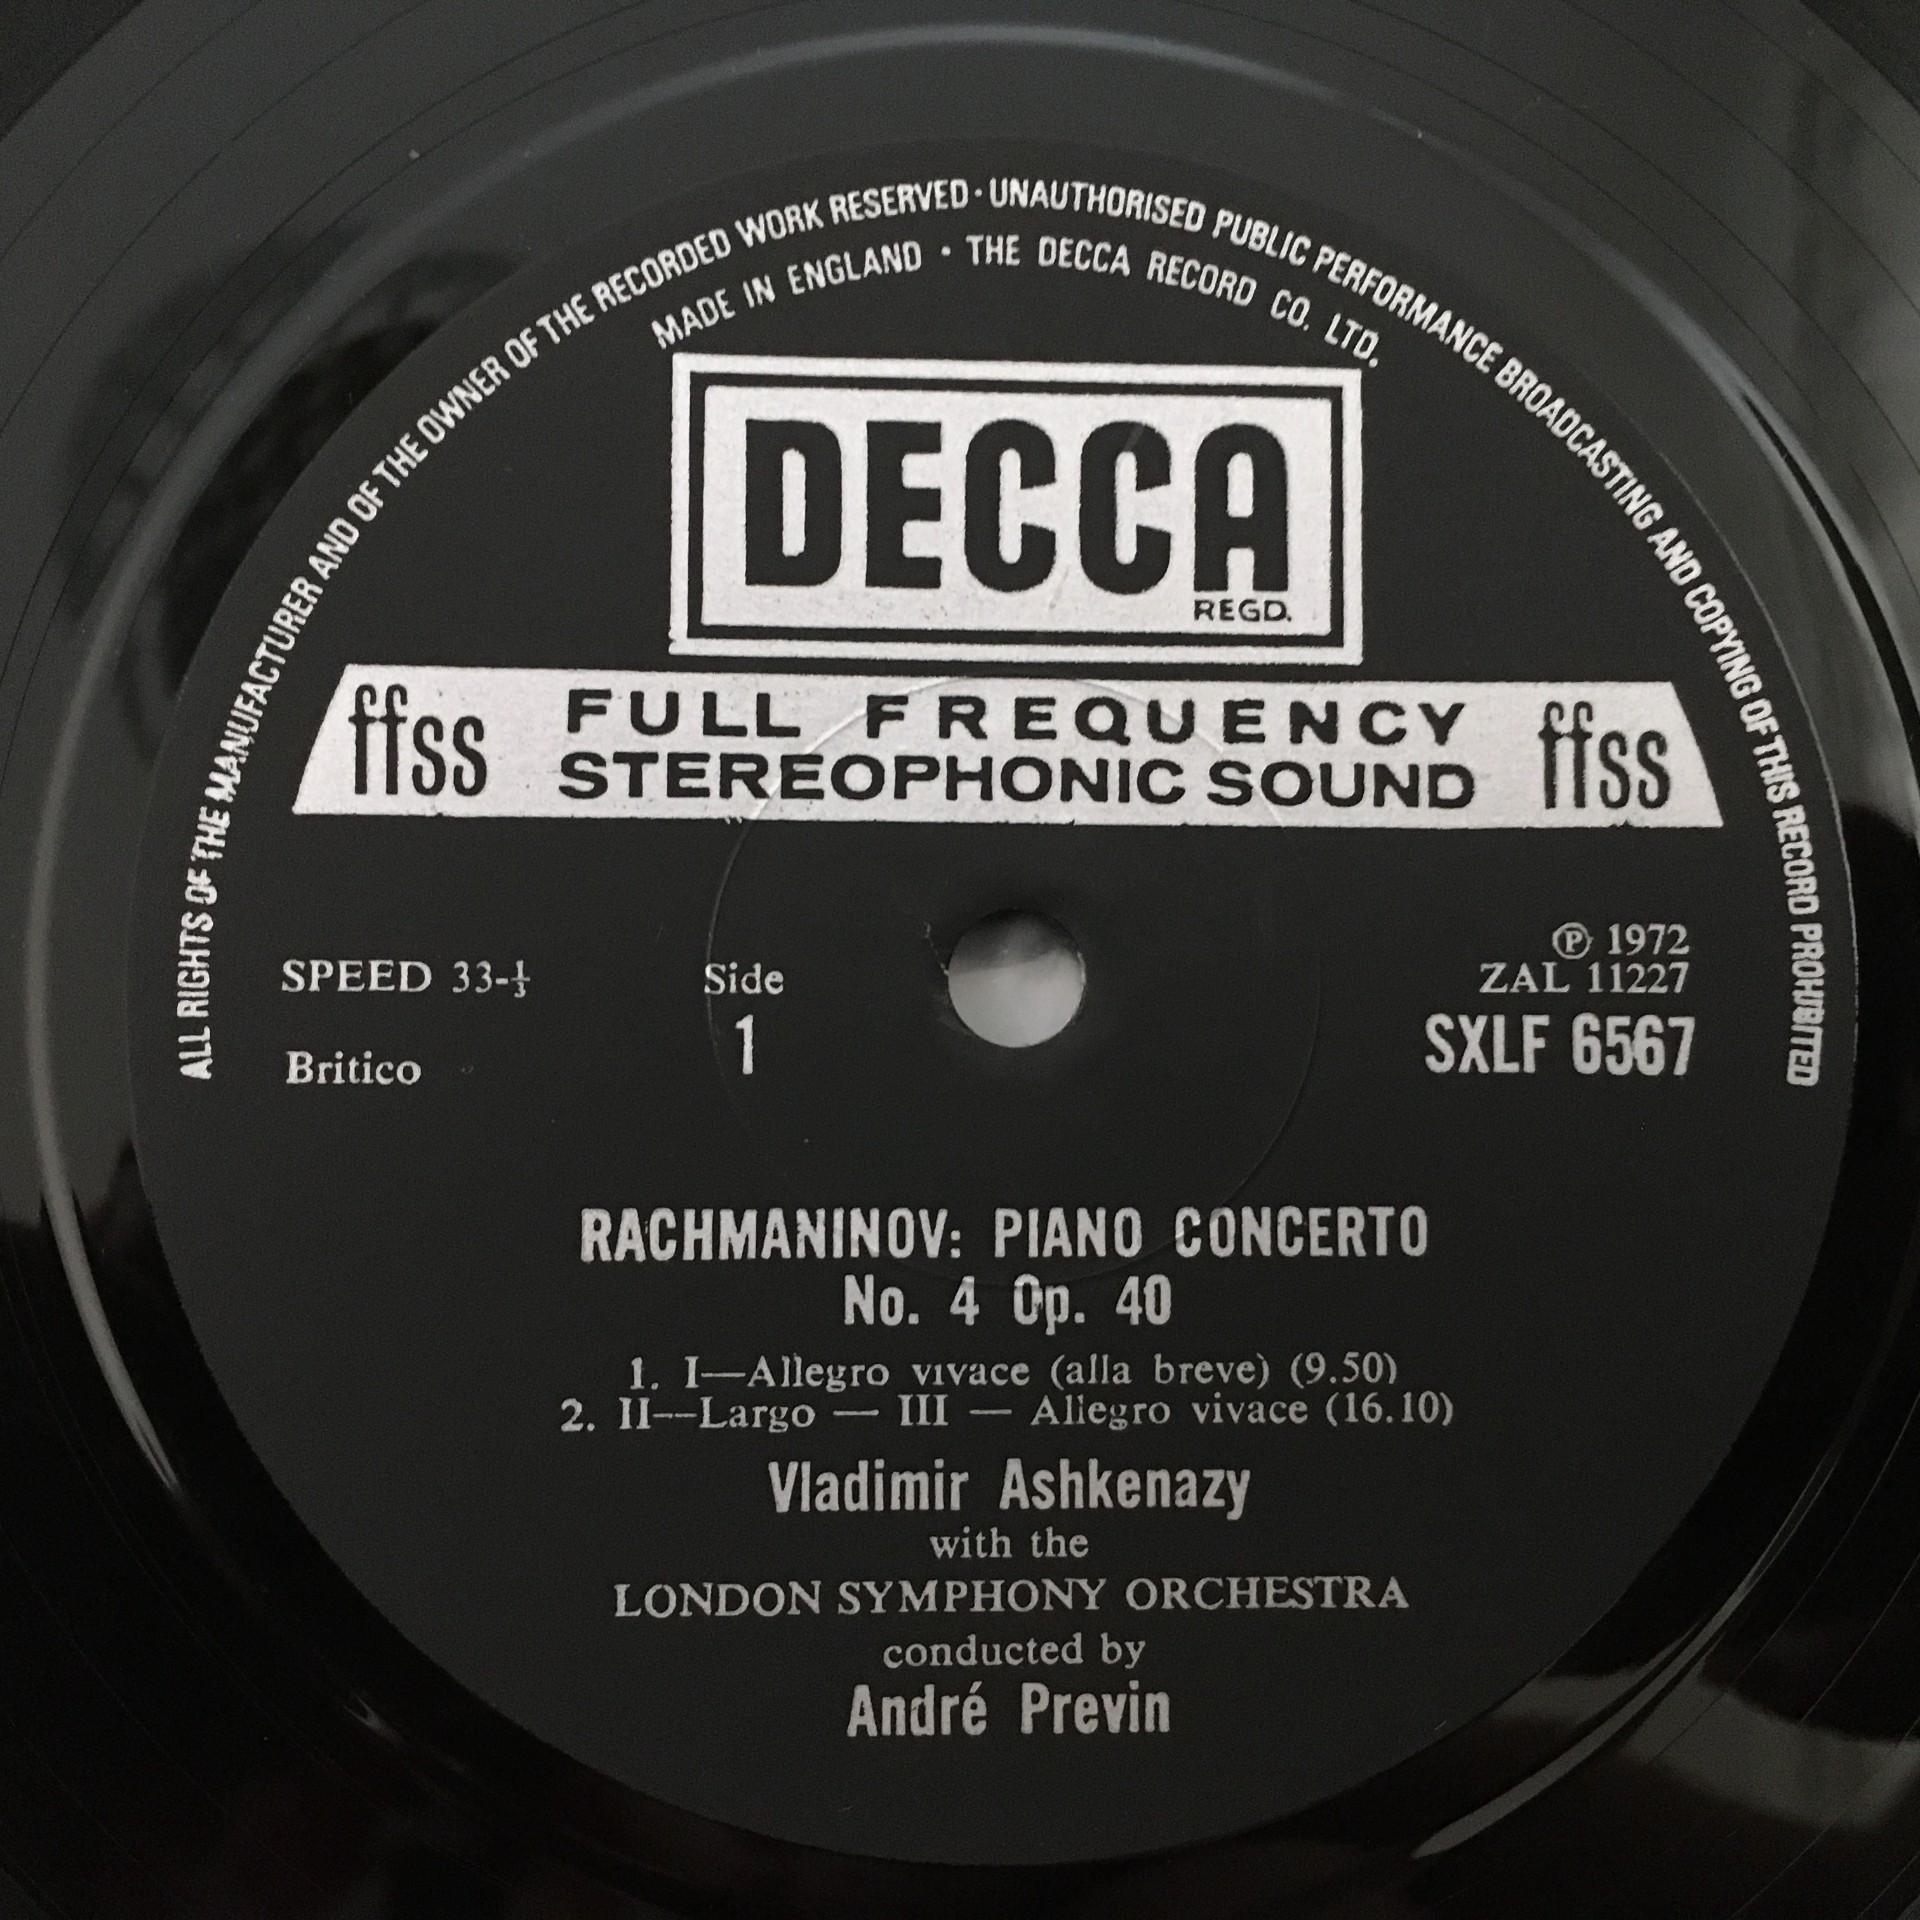 ALL RIGHTS OF THE MANUFACTURER AND OF THE OWNER OF THE RECORDED WORK RESERVED · UNAUTHORISED PUBLIC PERFORMANCE BROADCASTING AND COPYING OF THIS RECORD PROHIBITED
MADE IN ENGLAND · THE DECCA RECORD CO. LTD.
DECCA
REGD.
ffss FULL FREQUENCY STEREOPHONIC SOUND ffss
SPEED 33-⅓
Britico
Side
1
℗ 1972
ZAL 11227
SXLF 6567
RACHMANINOV: PIANO CONCERTO
No. 4 Op. 40
1. I—Allegro vivace (alla breve) (9.50)
2. II—Largo — III — Allegro vivace (16.10)
Vladimir Ashkenazy
with the
LONDON SYMPHONY ORCHESTRA
conducted by
André Previn